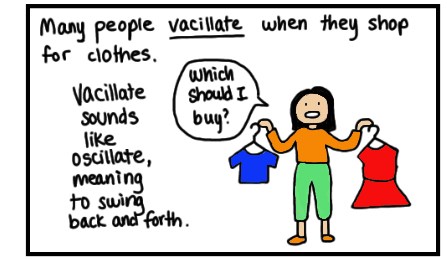 Many people vacillate when they shop
for clothes.
Vacillate
sounds
like
oscillate,
meaning
to swing
back and forth.
Which
should I
buy?